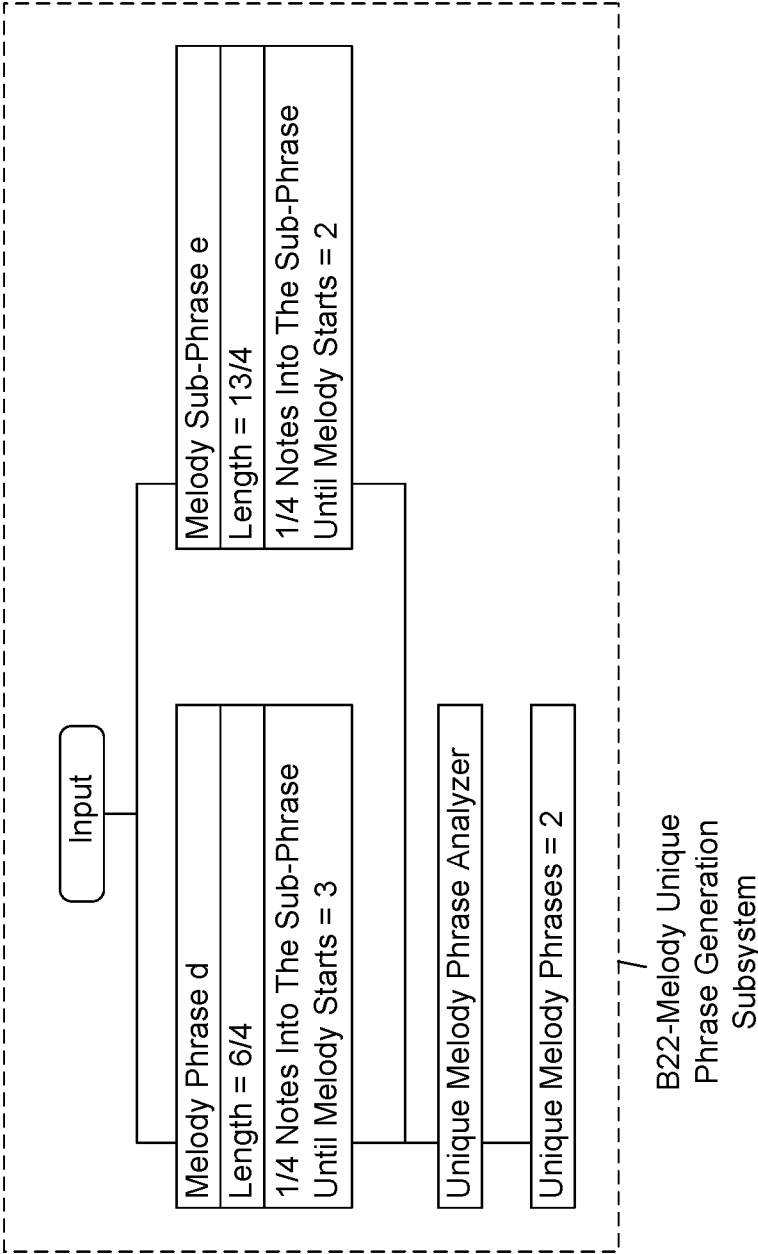 Input
Melody Phrase d
Length = 6/4
1/4 Notes Into The Sub-Phrase
Until Melody Starts = 3
Melody Sub-Phrase e
Length = 13/4
1/4 Notes Into The Sub-Phrase
Until Melody Starts = 2
Unique Melody Phrase Analyzer
Unique Melody Phrases = 2
B22-Melody Unique
Phrase Generation
Subsystem